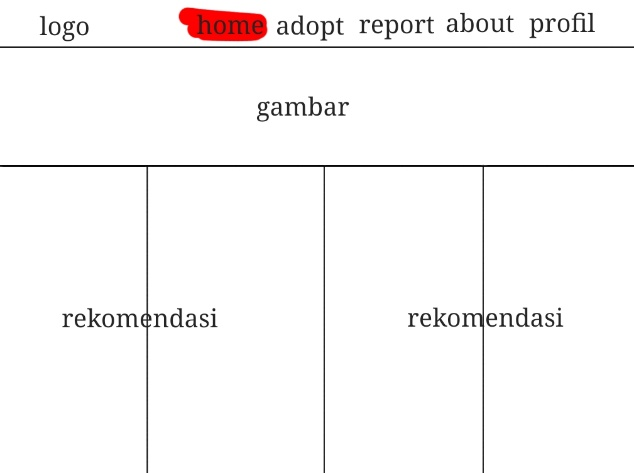 logo home adopt report about profil
gambar
rekomendasi rekomendasi